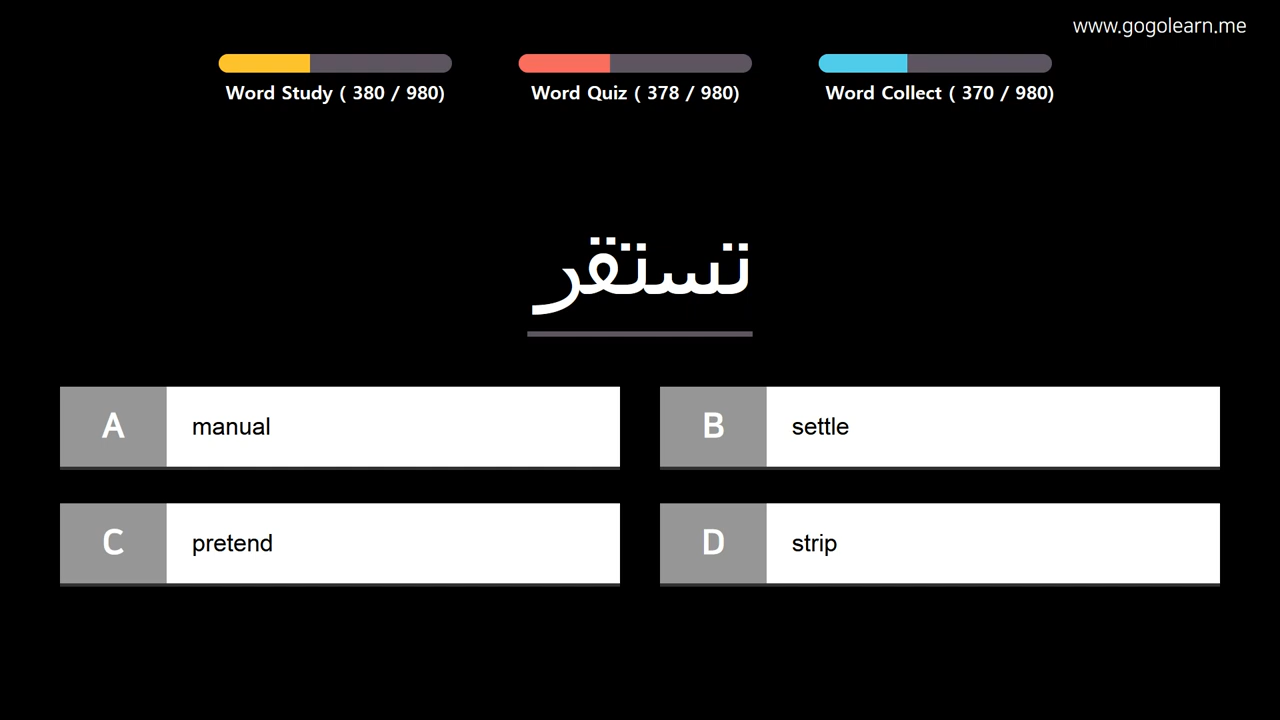 www.gogolearn.me
Word Study ( 380 / 980)
Word Quiz ( 378 / 980)
Word Collect ( 370 / 980)
تستقر
A manual
B settle
C pretend
D strip